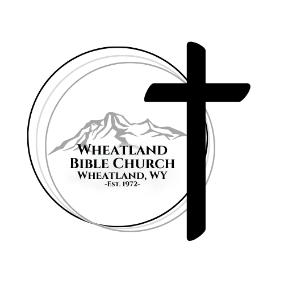 Wheatland
Bible Church
Wheatland, WY
-Est. 1972-